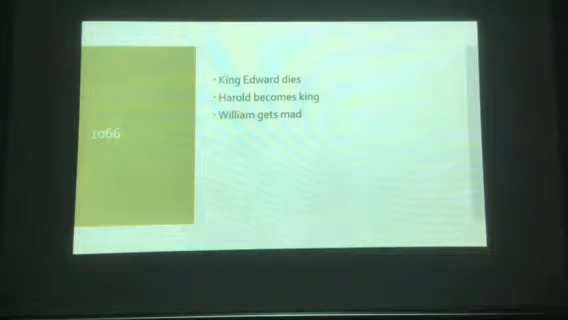 1066
· King Edward dies
· Harold becomes king
· William gets mad